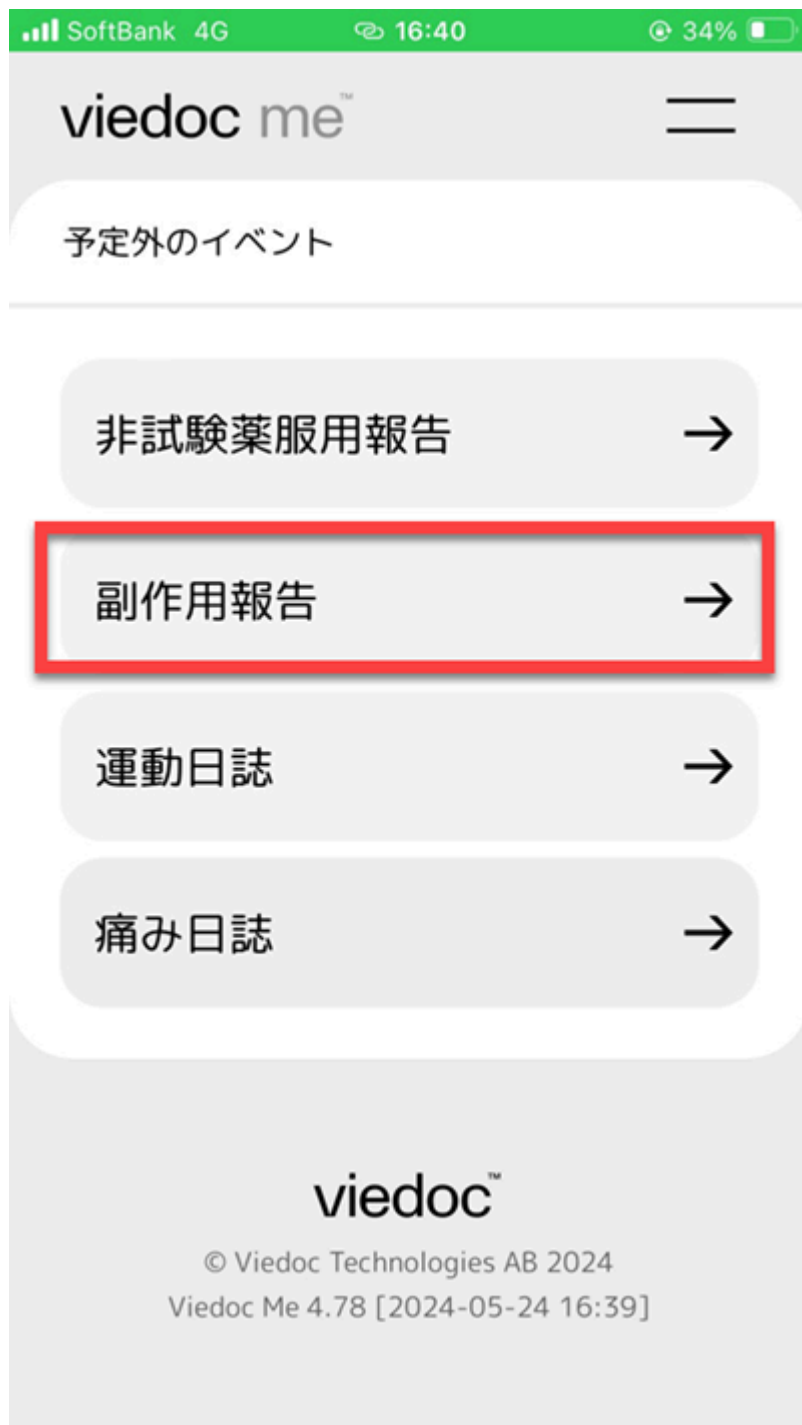 SoftBank 4G 16:40 34%
viedoc me™
予定外のイベント
非試験薬服用報告 →
副作用報告 →
運動日誌 →
痛み日誌 →
viedoc™
© Viedoc Technologies AB 2024
Viedoc Me 4.78 [2024-05-24 16:39]